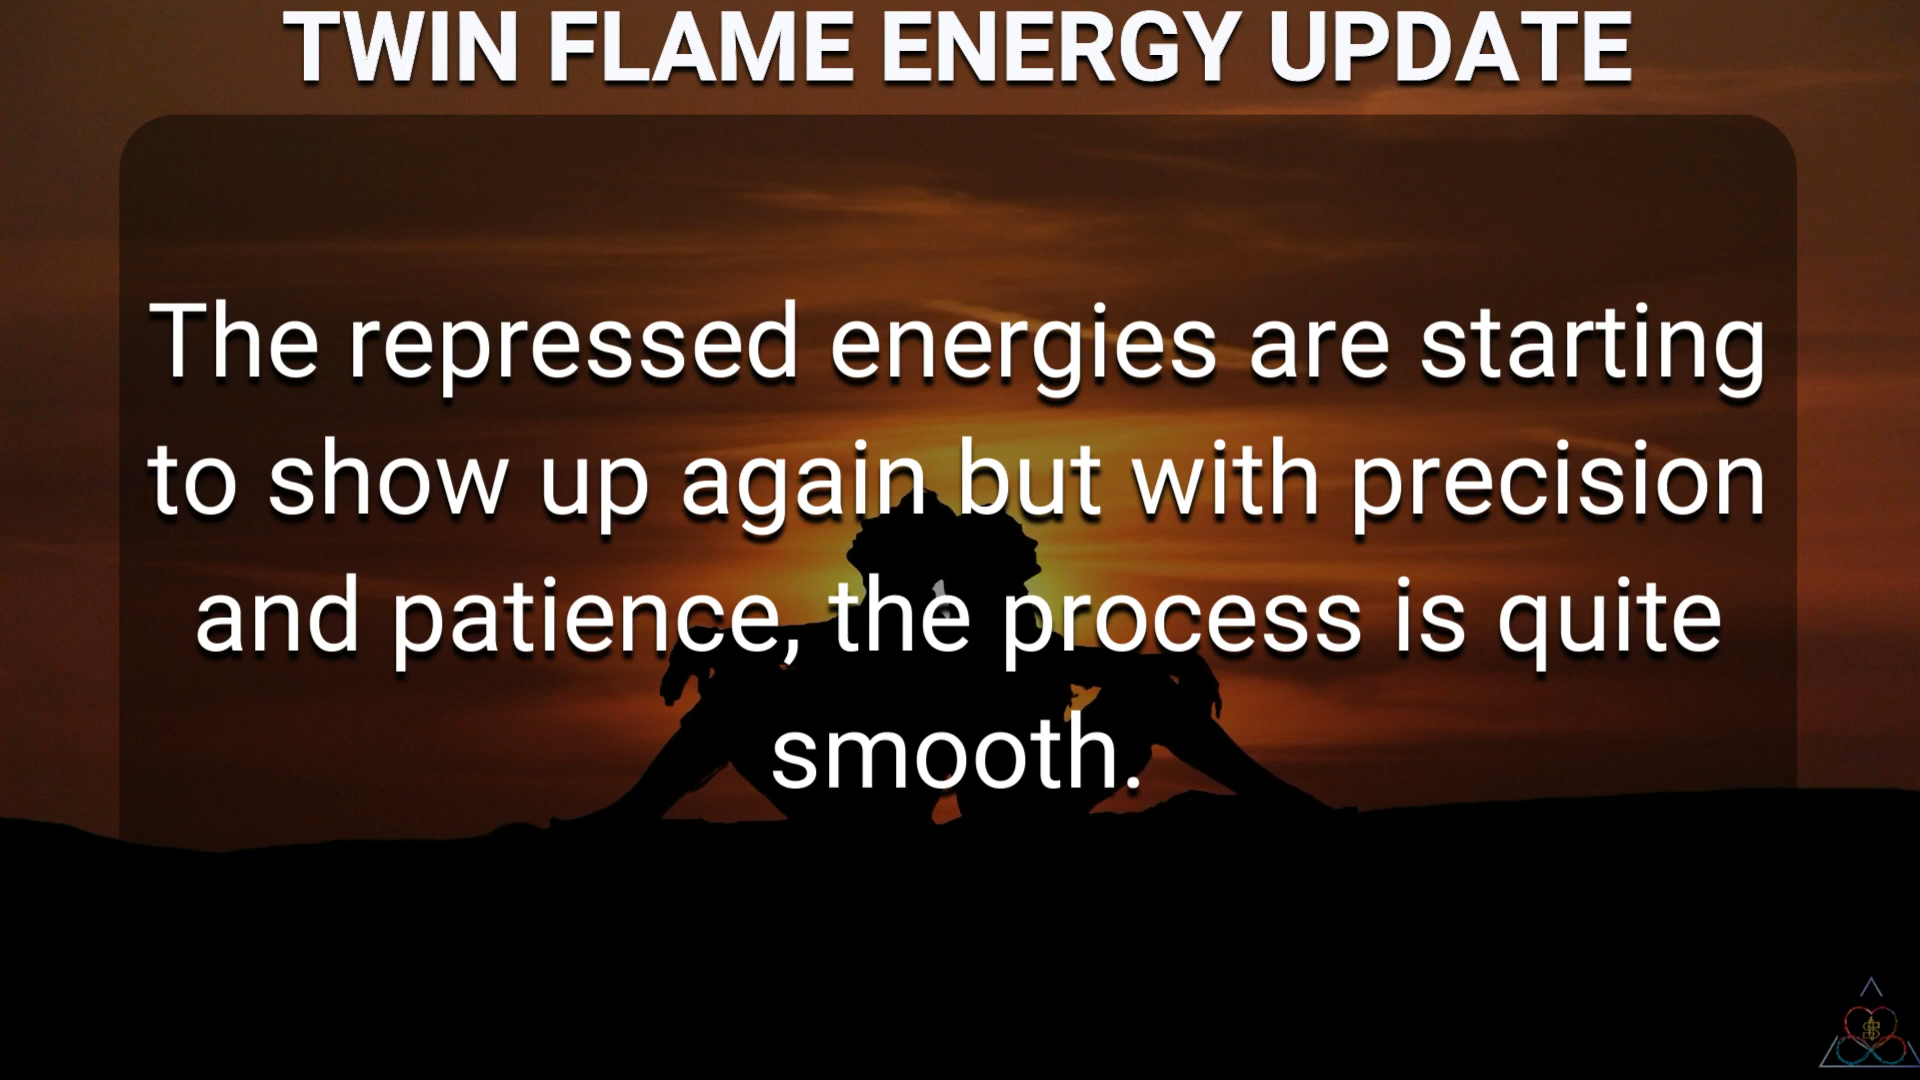 TWIN FLAME ENERGY UPDATE
The repressed energies are starting
to show up again but with precision
and patience, the process is quite
smooth.